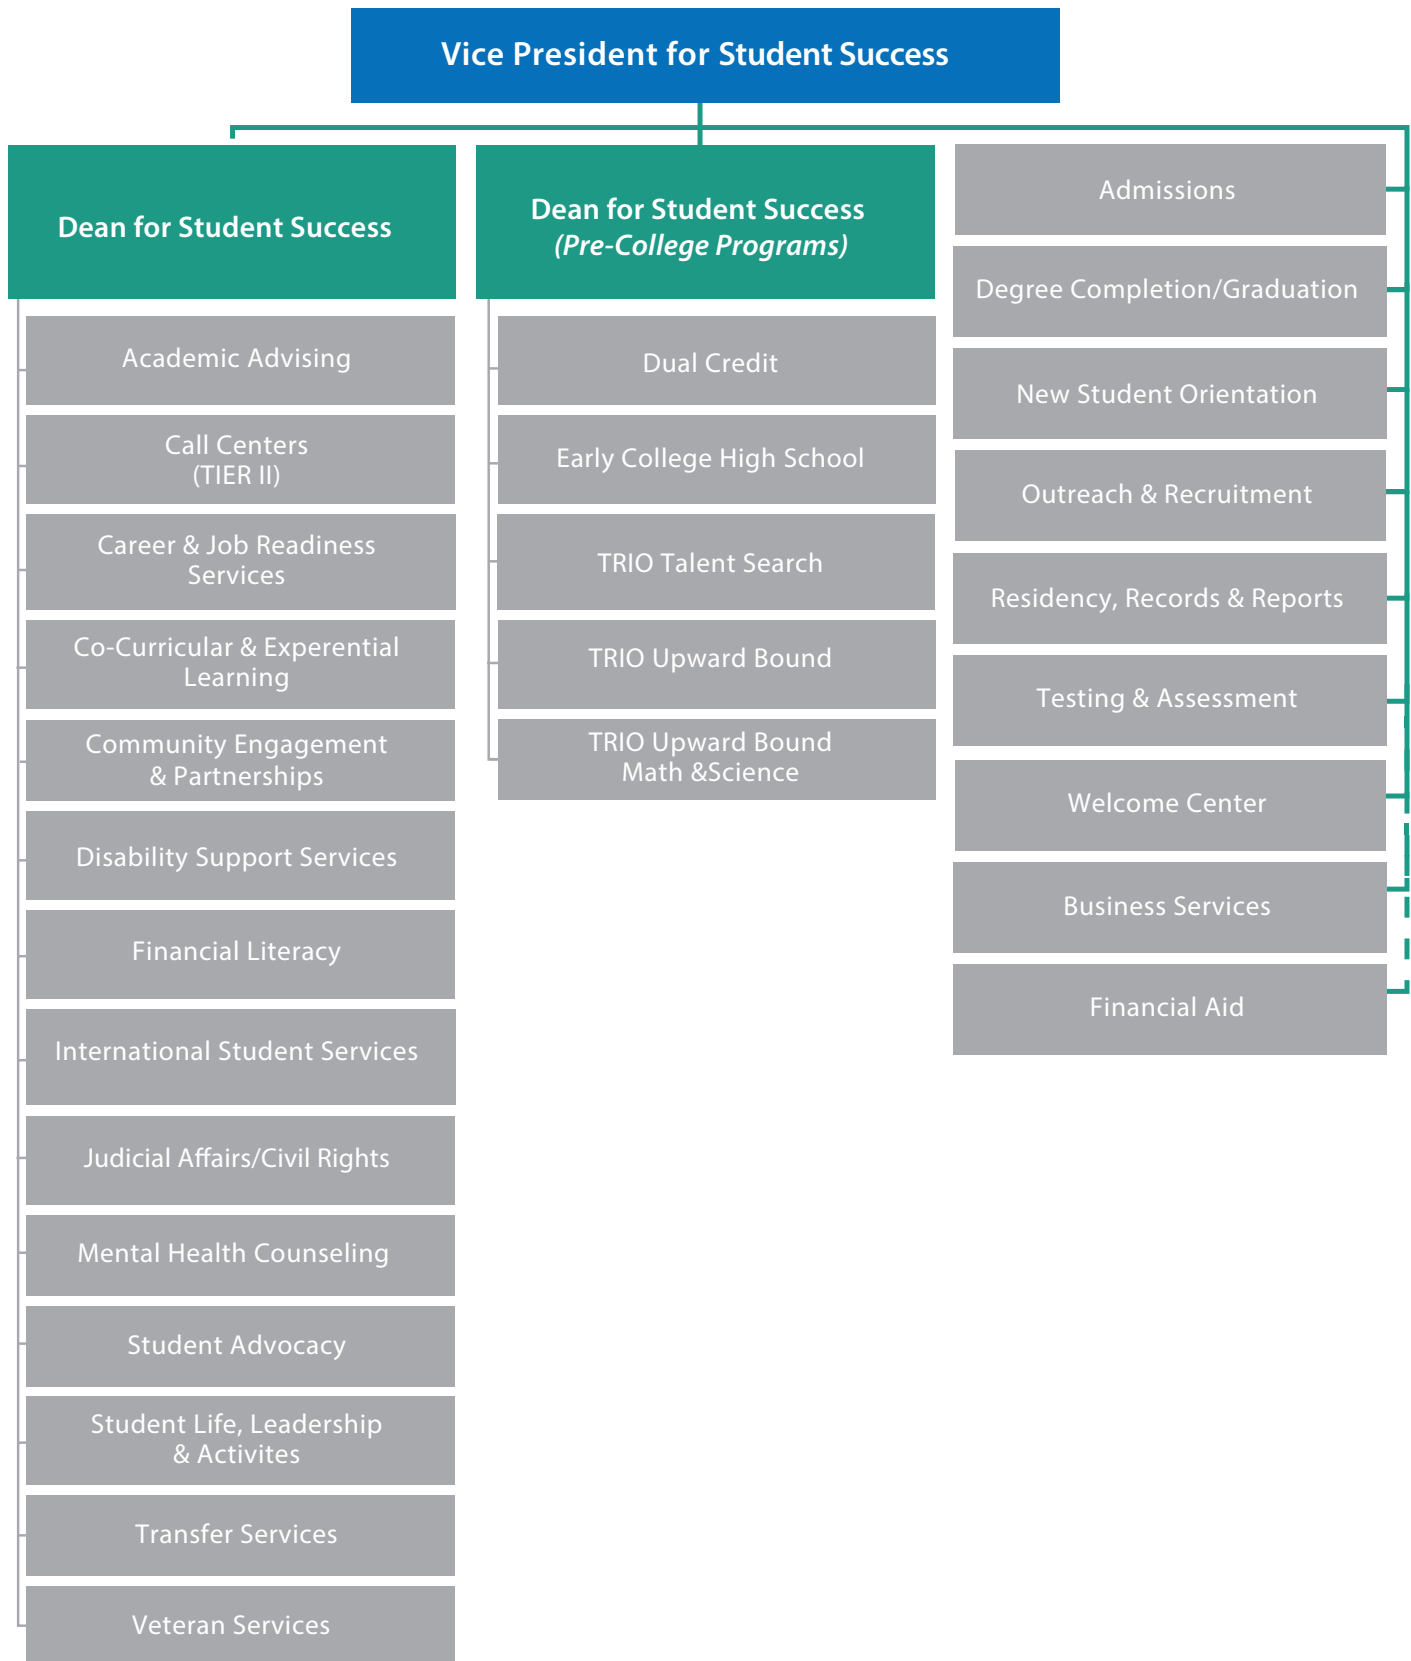 Vice President for Student Success
Dean for Student Success
Academic Advising
Call Centers
(TIER II)
Career & Job Readiness
Services
Co-Curricular & Experential
Learning
Community Engagement
& Partnerships
Disability Support Services
Financial Literacy
International Student Services
Judicial Affairs/Civil Rights
Mental Health Counseling
Student Advocacy
Student Life, Leadership
& Activites
Transfer Services
Veteran Services
Dean for Student Success
(Pre-College Programs)
Dual Credit
Early College High School
TRIO Talent Search
TRIO Upward Bound
TRIO Upward Bound
Math &Science
Admissions
Degree Completion/Graduation
New Student Orientation
Outreach & Recruitment
Residency, Records & Reports
Testing & Assessment
Welcome Center
Business Services
Financial Aid